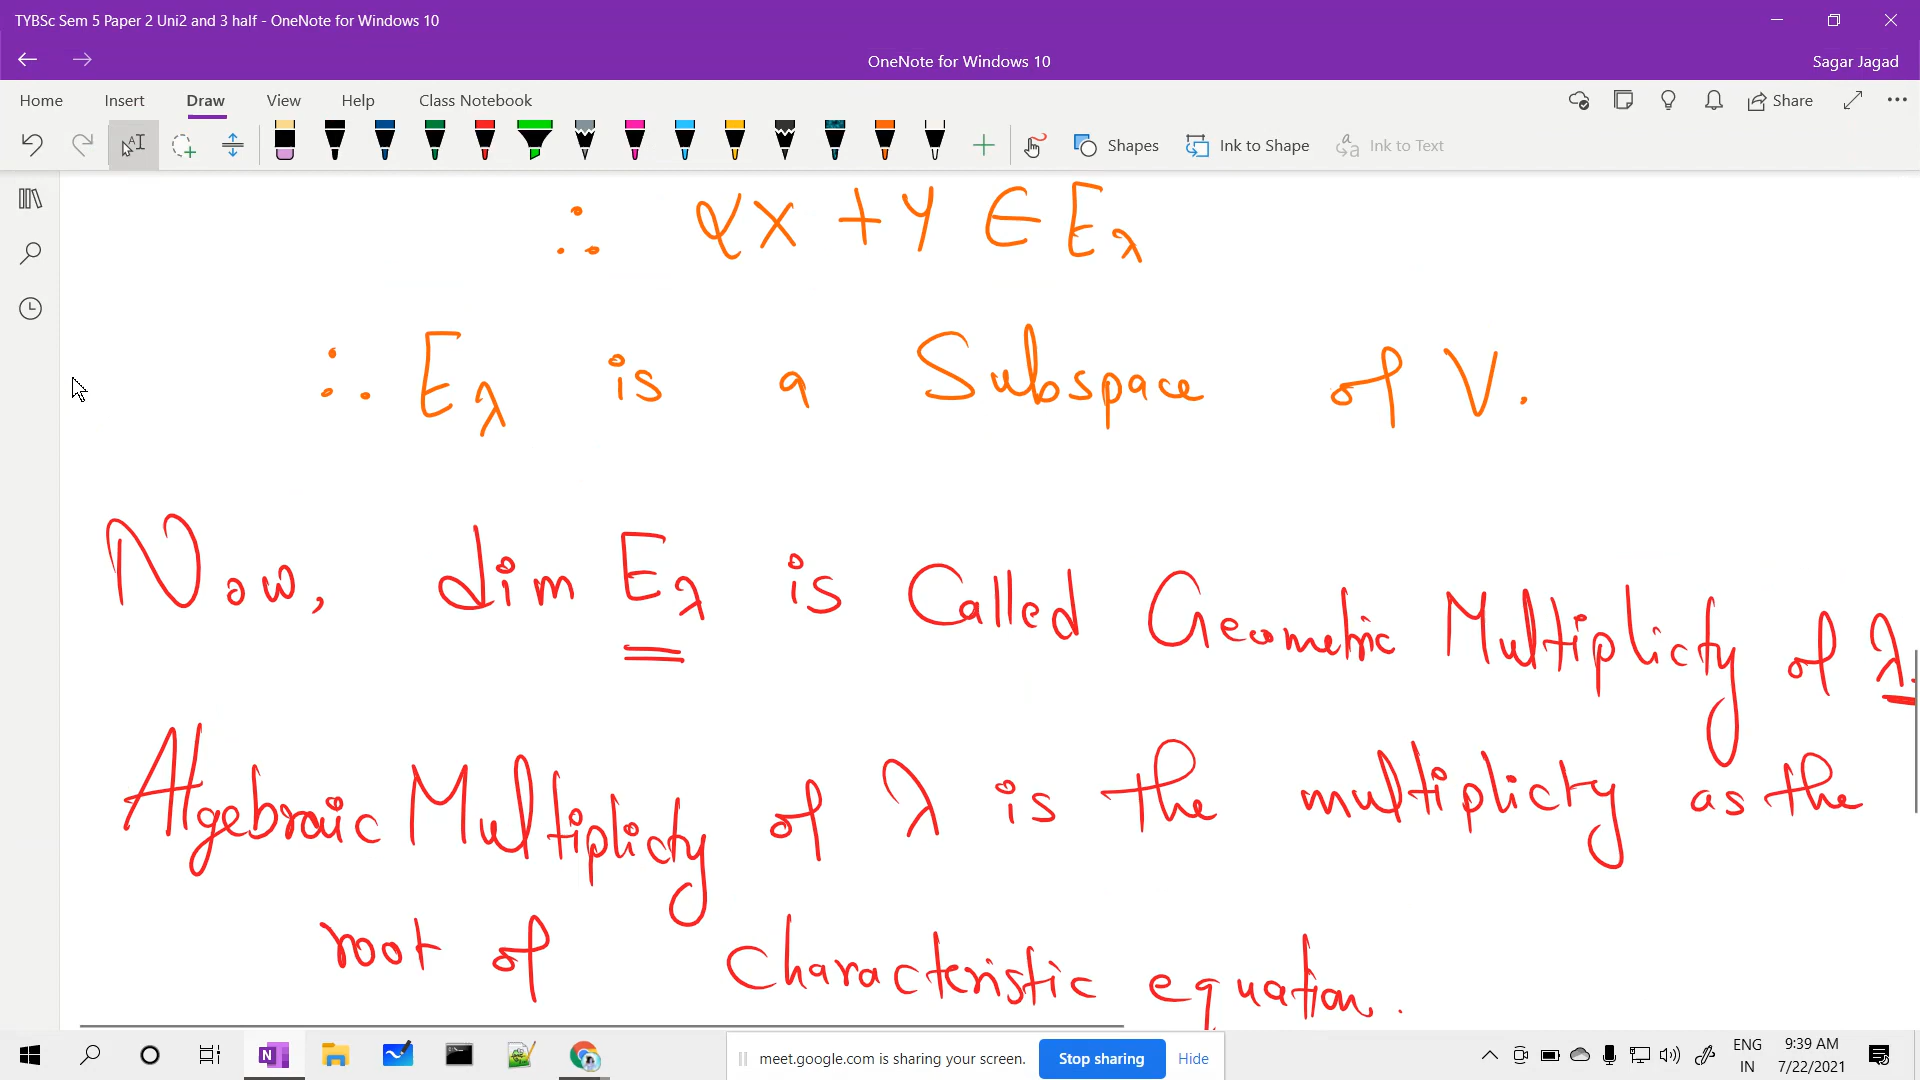 TYBSc Sem 5 Paper 2 Uni2 and 3 half - OneNote for Windows 10
OneNote for Windows 10
Sagar Jagad
Home Insert Draw View Help Class Notebook
Share
Shapes Ink to Shape Ink to Text
∴ αX + Y ∈ Eλ
∴ Eλ is a Subspace of V.
Now, dim Eλ is Called Geometric Multiplicty of λ.
Algebraic Multiplicty of λ is the multiplicty as the
root of characteristic equation.
meet.google.com is sharing your screen. Stop sharing Hide
ENG
IN
9:39 AM
7/22/2021